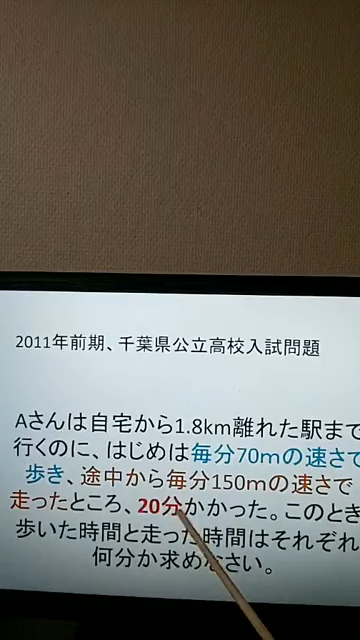 2011年前期、千葉県公立高校入試問題
Aさんは自宅から1.8km離れた駅まで
行くのに、はじめは毎分70mの速さで
歩き、途中から毎分150mの速さで
走ったところ、20分かかった。このとき
歩いた時間と走った時間はそれぞれ
何分か求めなさい。